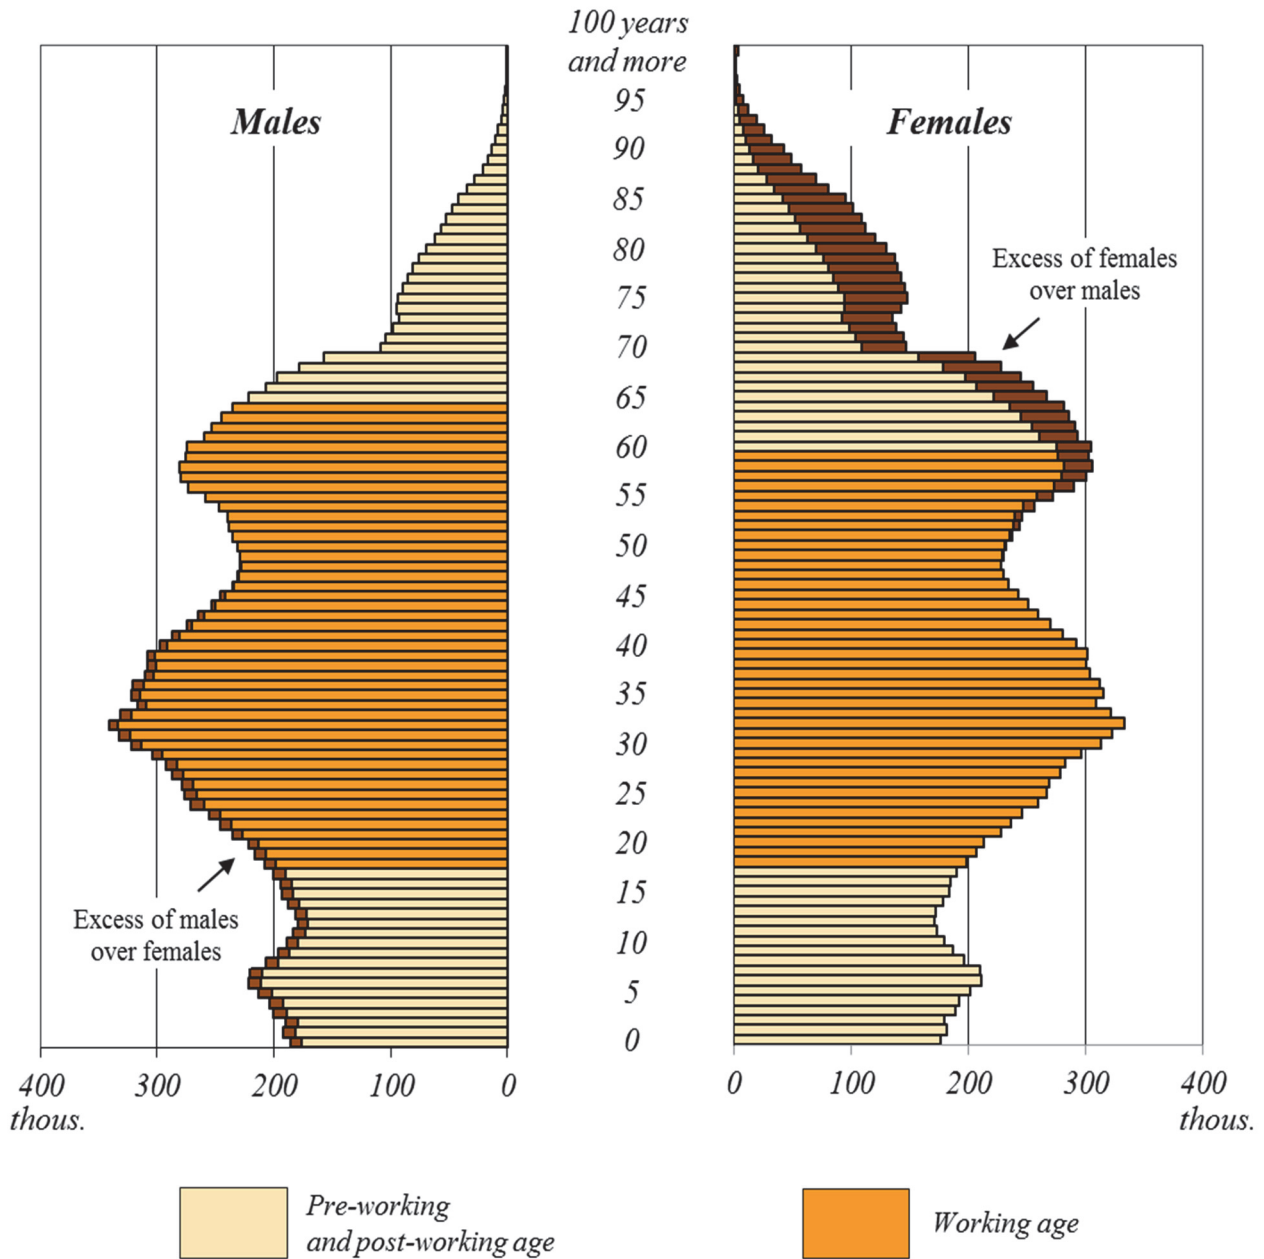 100 years
and more
Males
Females
95
90
85
80
75
70
65
60
55
50
45
40
35
30
25
20
15
10
5
0
Excess of females
over males
Excess of males
over females
400 300 200 100 0
thous.
0 100 200 300 400
thous.
Pre-working
and post-working age
Working age